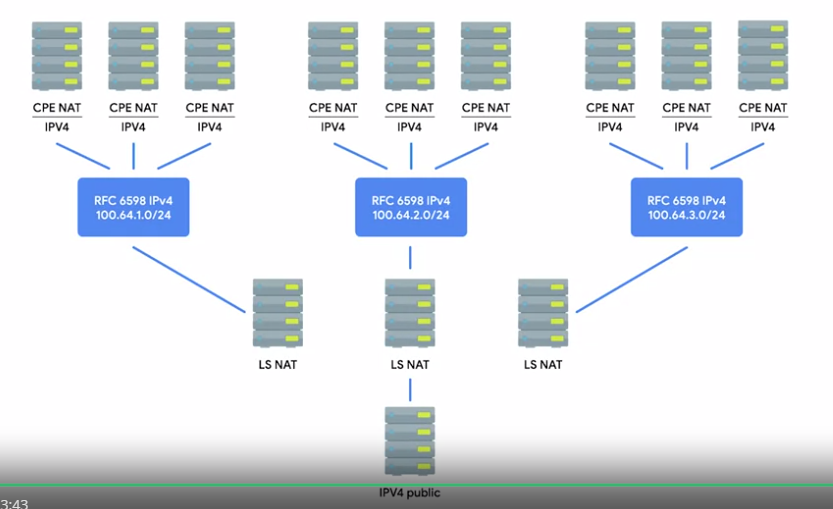 CPE NAT CPE NAT CPE NAT CPE NAT CPE NAT CPE NAT CPE NAT CPE NAT CPE NAT
IPV4 IPV4 IPV4 IPV4 IPV4 IPV4 IPV4 IPV4 IPV4
RFC 6598 IPv4
100.64.1.0/24
RFC 6598 IPv4
100.64.2.0/24
RFC 6598 IPv4
100.64.3.0/24
LS NAT LS NAT LS NAT
IPV4 public
3:43